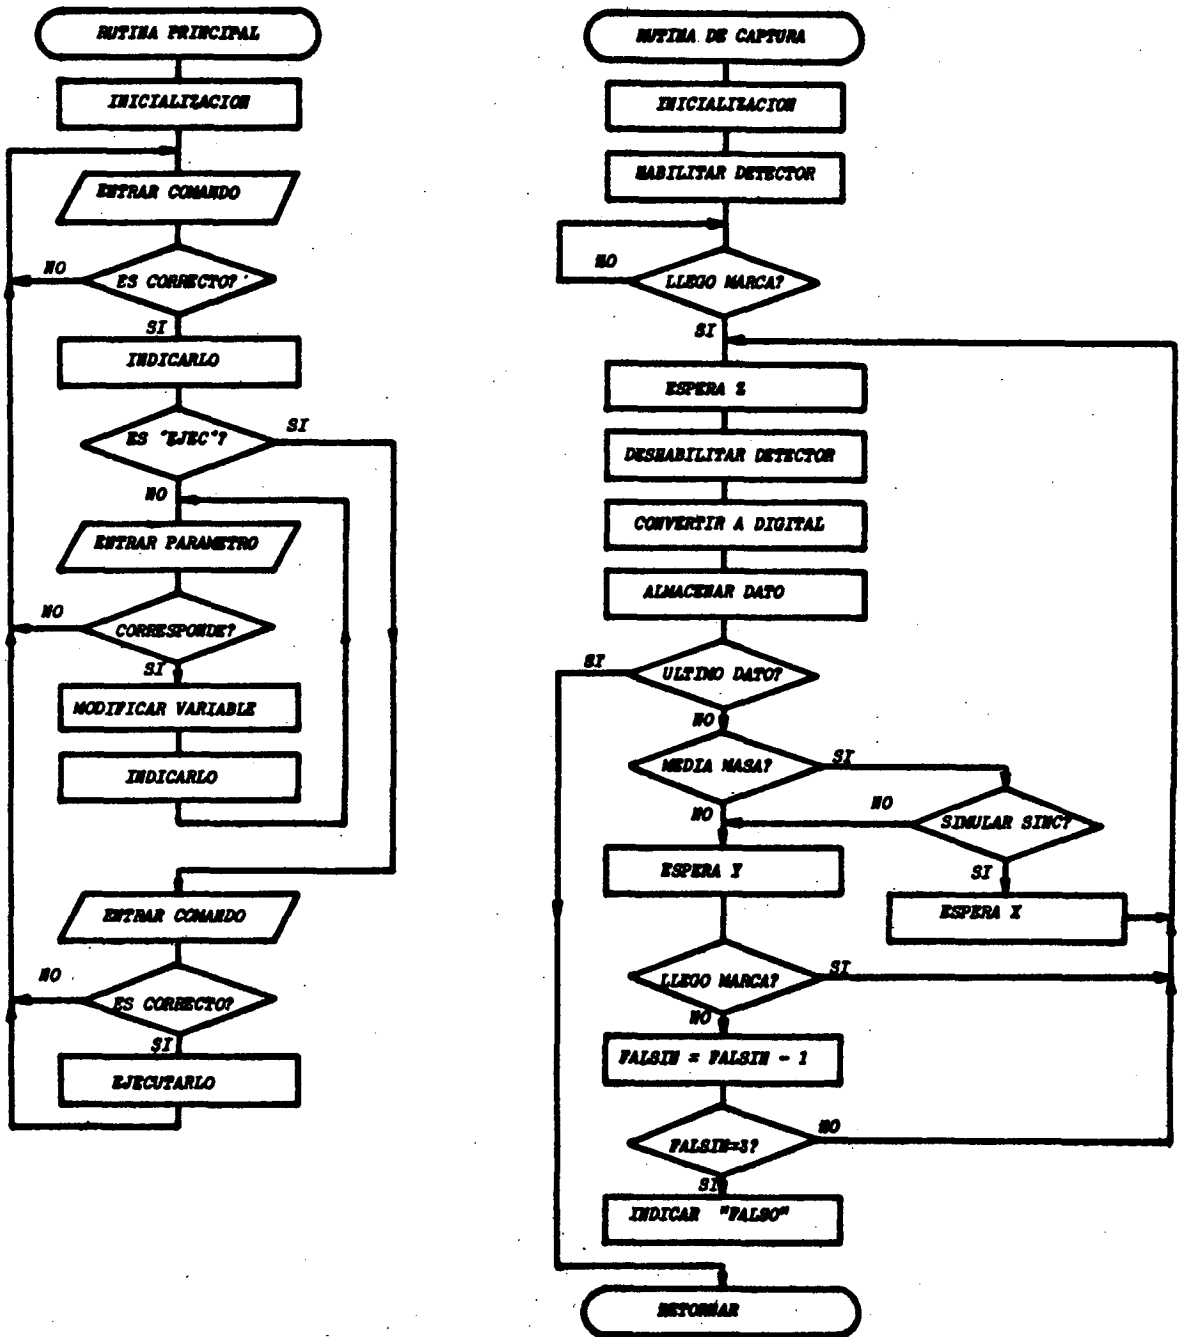 RUTINA PRINCIPAL
INICIALIZACION
ENTRAR COMANDO
NO
ES CORRECTO?
SI
INDICARLO
ES "EJEC"?
SI
NO
ENTRAR PARAMETRO
NO
CORRESPONDE?
SI
MODIFICAR VARIABLE
INDICARLO
ENTRAR COMANDO
NO
ES CORRECTO?
SI
EJECUTARLO
RUTINA DE CAPTURA
INICIALIZACION
HABILITAR DETECTOR
NO
LLEGO MARCA?
SI
ESPERA Z
DESHABILITAR DETECTOR
CONVERTIR A DIGITAL
ALMACENAR DATO
SI
ULTIMO DATO?
NO
MEDIA MASA?
SI
NO
NO
SIMULAR SINC?
SI
ESPERA Y
ESPERA X
LLEGO MARCA?
SI
NO
FALSIN = FALSIN - 1
FALSIN=3?
NO
SI
INDICAR "FALSO"
RETORNAR